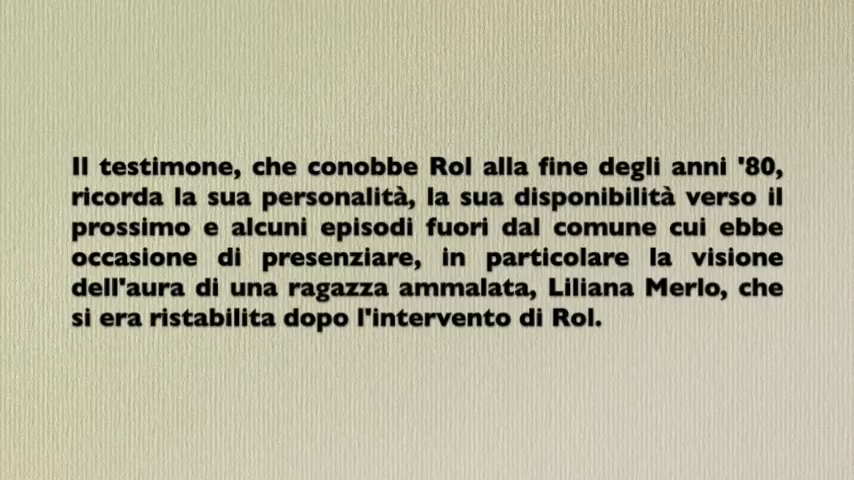 Il testimone, che conobbe Rol alla fine degli anni '80,
ricorda la sua personalità, la sua disponibilità verso il
prossimo e alcuni episodi fuori dal comune cui ebbe
occasione di presenziare, in particolare la visione
dell'aura di una ragazza ammalata, Liliana Merlo, che
si era ristabilita dopo l'intervento di Rol.